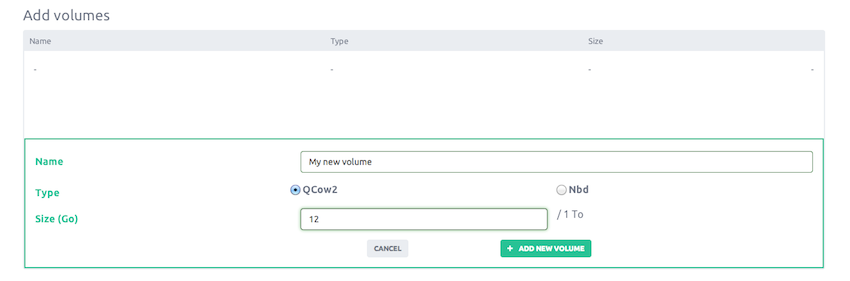 Add volumes
Name Type Size
- - - -
Name My new volume
Type QCow2 Nbd
Size (Go) 12 / 1 To
CANCEL + ADD NEW VOLUME